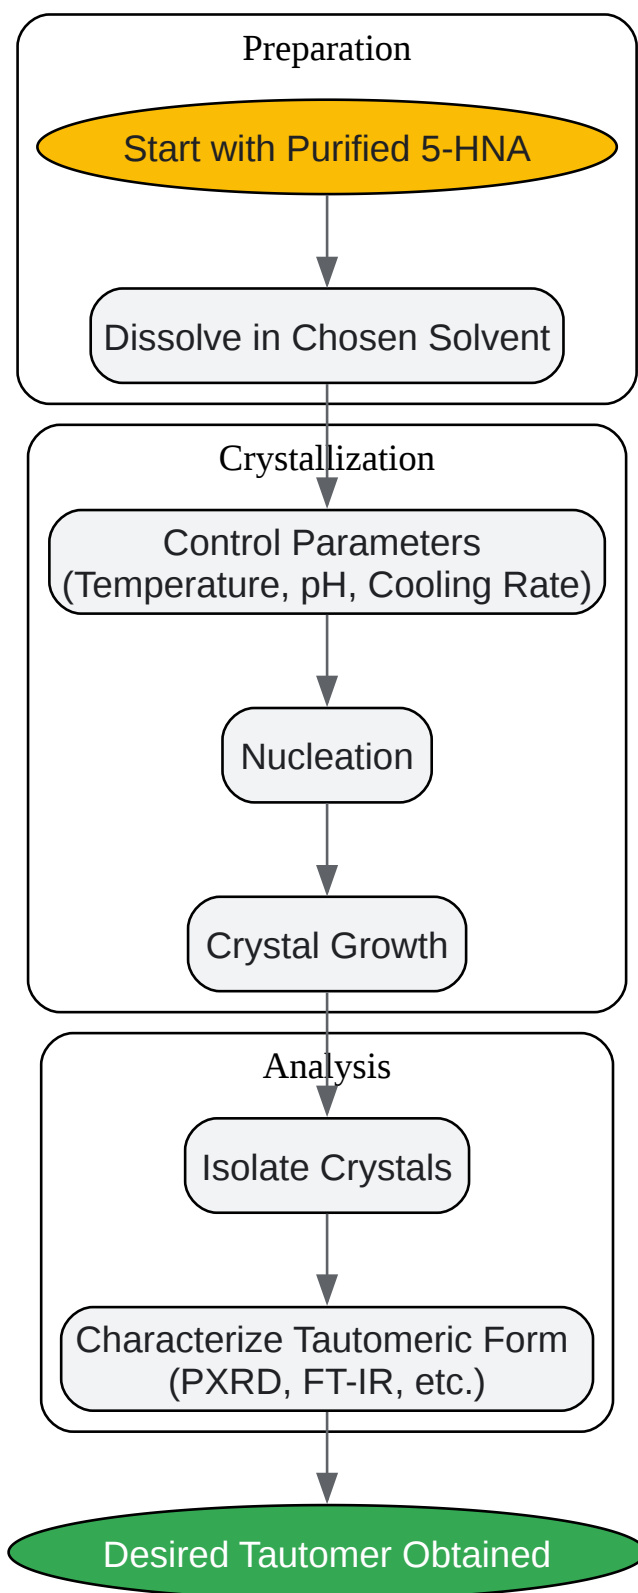 Preparation
Start with Purified 5-HNA
Dissolve in Chosen Solvent
Crystallization
Control Parameters
(Temperature, pH, Cooling Rate)
Nucleation
Crystal Growth
Analysis
Isolate Crystals
Characterize Tautomeric Form
(PXRD, FT-IR, etc.)
Desired Tautomer Obtained